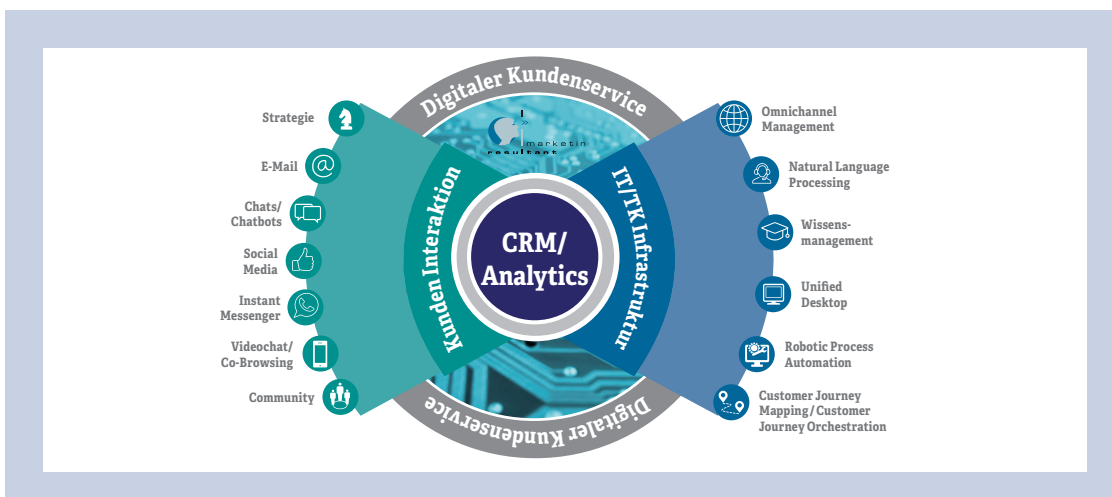 Digitaler Kundenservice
marketin
resultant
Strategie
E-Mail
Chats/
Chatbots
Social
Media
Instant
Messenger
Videochat/
Co-Browsing
Community
Kunden Interaktion
CRM/
Analytics
IT/TK Infrastruktur
Omnichannel
Management
Natural Language
Processing
Wissens-
management
Unified
Desktop
Robotic Process
Automation
Customer Journey
Mapping / Customer
Journey Orchestration
Digitaler Kundenservice